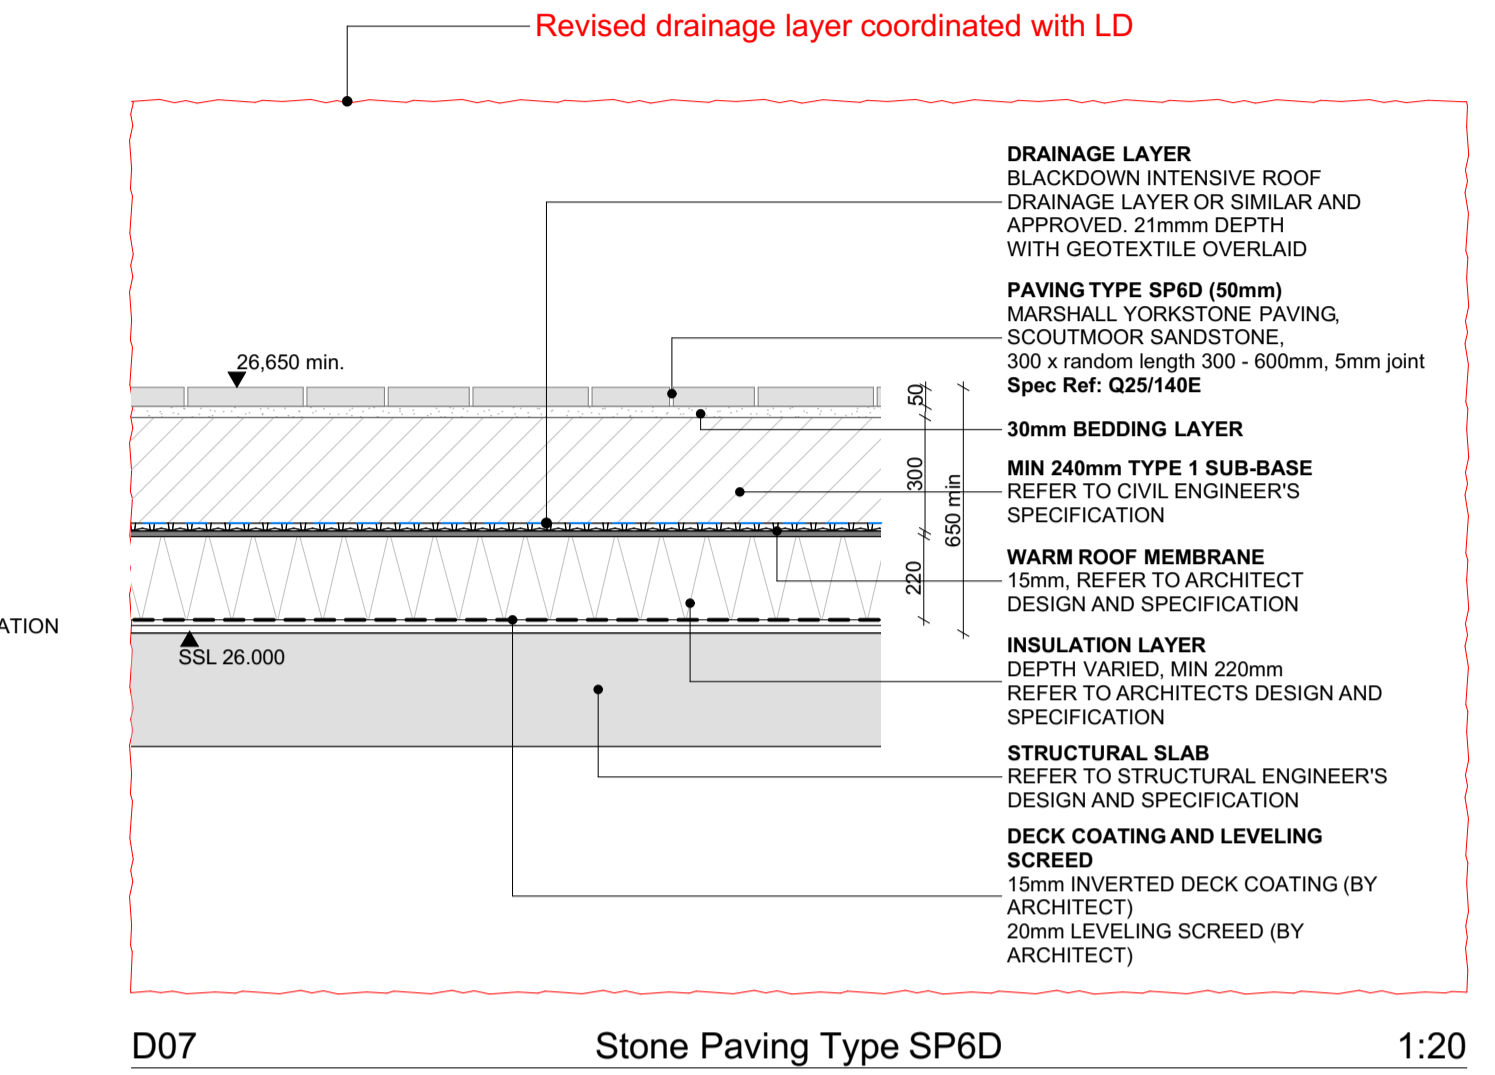 Revised drainage layer coordinated with LD
DRAINAGE LAYER
BLACKDOWN INTENSIVE ROOF
DRAINAGE LAYER OR SIMILAR AND
APPROVED. 21mmm DEPTH
WITH GEOTEXTILE OVERLAID
PAVING TYPE SP6D (50mm)
MARSHALL YORKSTONE PAVING,
SCOUTMOOR SANDSTONE,
300 x random length 300 - 600mm, 5mm joint
Spec Ref: Q25/140E
30mm BEDDING LAYER
MIN 240mm TYPE 1 SUB-BASE
REFER TO CIVIL ENGINEER'S
SPECIFICATION
WARM ROOF MEMBRANE
15mm, REFER TO ARCHITECT
DESIGN AND SPECIFICATION
INSULATION LAYER
DEPTH VARIED, MIN 220mm
REFER TO ARCHITECTS DESIGN AND
SPECIFICATION
STRUCTURAL SLAB
REFER TO STRUCTURAL ENGINEER'S
DESIGN AND SPECIFICATION
DECK COATING AND LEVELING
SCREED
15mm INVERTED DECK COATING (BY
ARCHITECT)
20mm LEVELING SCREED (BY
ARCHITECT)
26,650 min.
50
300
220
650 min
ATION
SSL 26.000
D07
Stone Paving Type SP6D
1:20